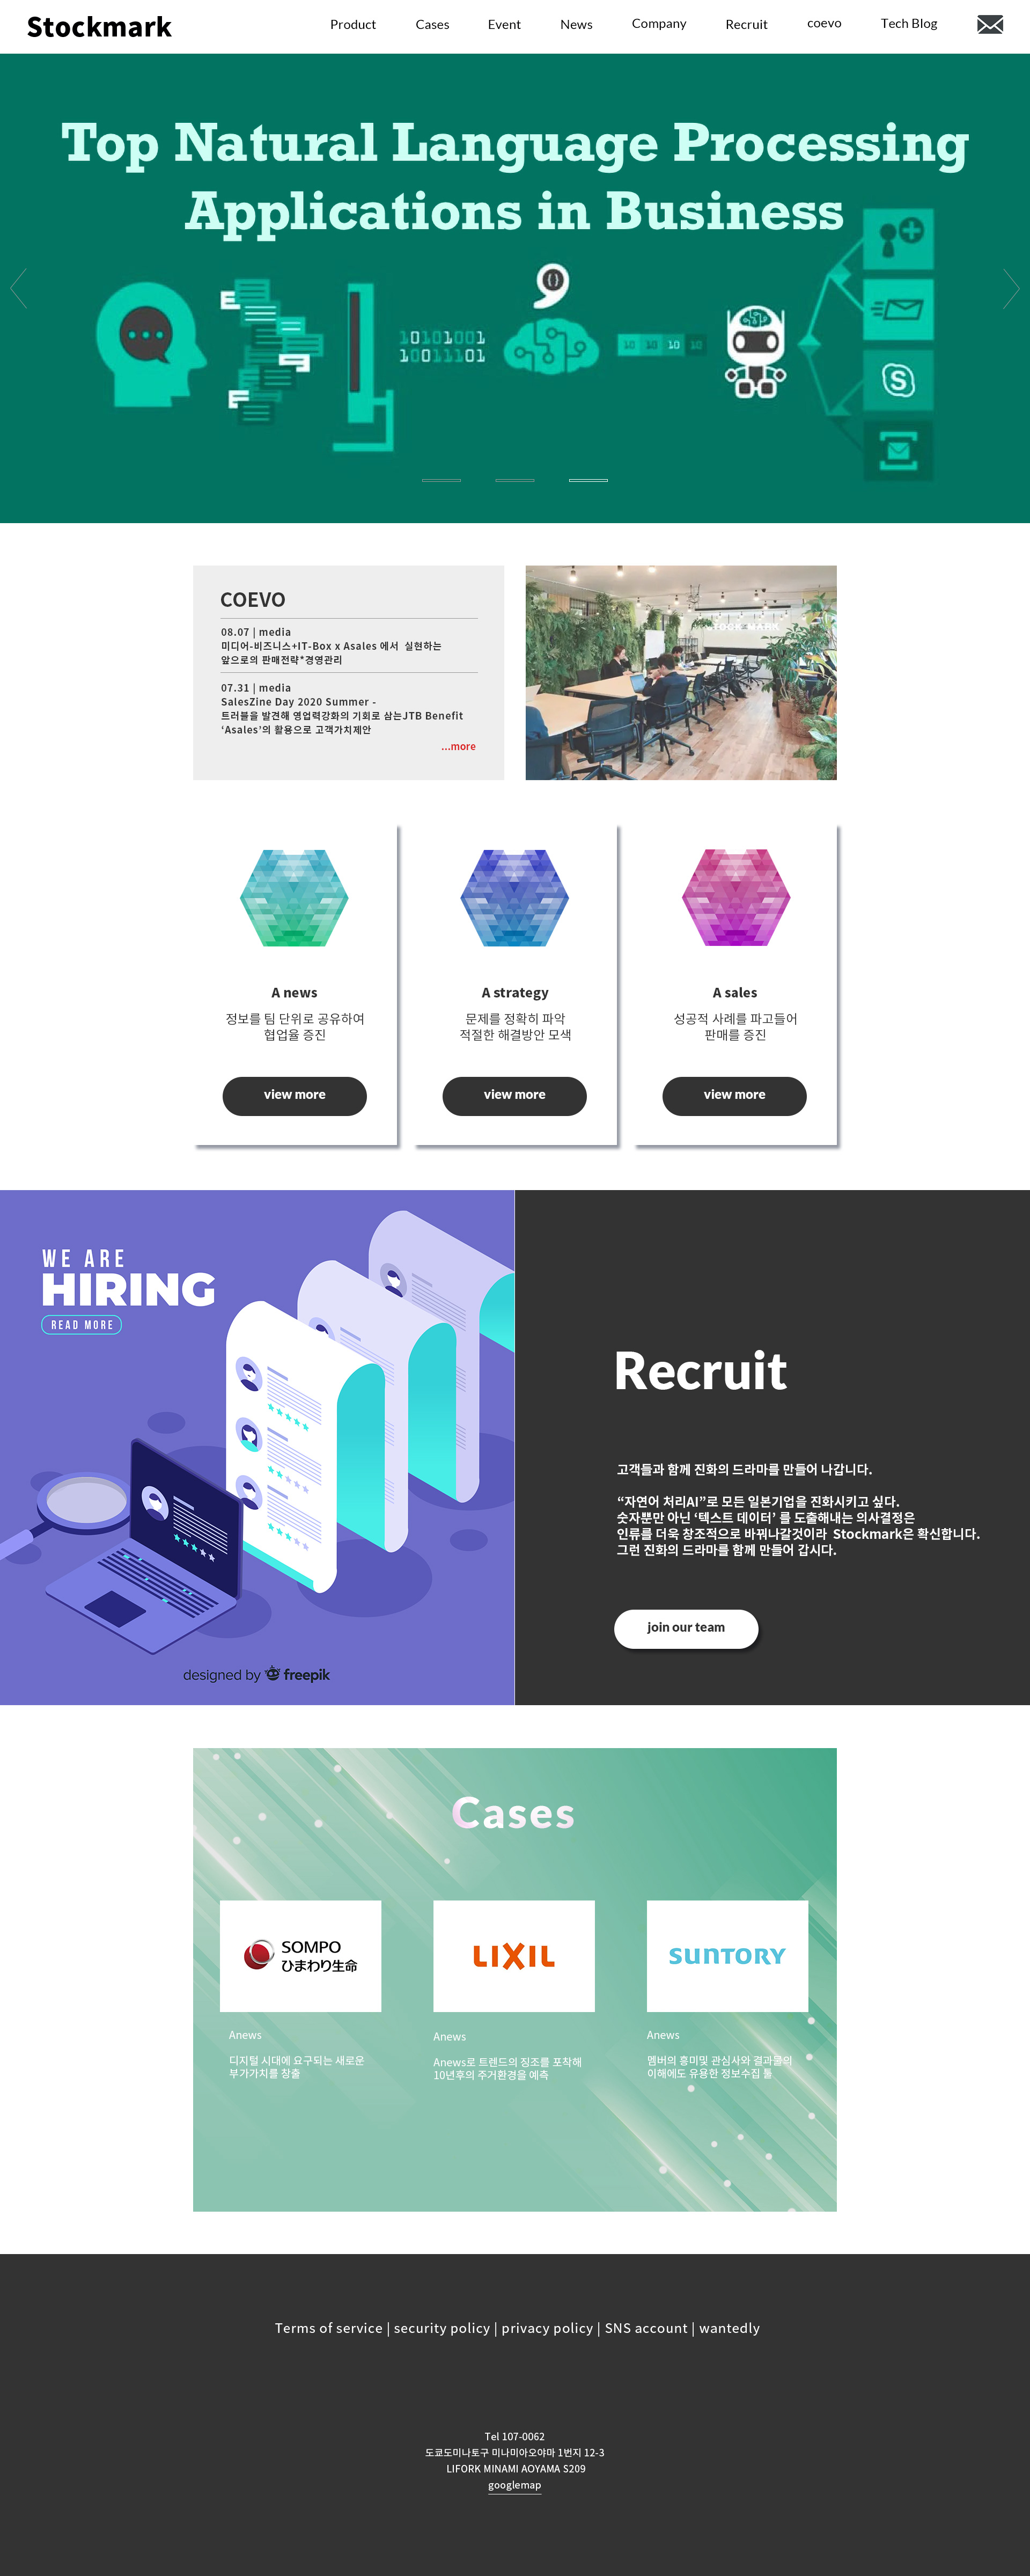 Stockmark
Product
Cases
Event
News
Company
Recruit
coevo
Tech Blog
Top Natural Language Processing
Applications in Business
E
F
F
10101001
10011101
{}
10 10 10 10
S
COEVO
08.07 | media
미디어-비즈니스+IT-Box x Asales 에서 실현하는
앞으로의 판매전략*경영관리
07.31 | media
SalesZine Day 2020 Summer -
트러블을 발견해 영업력강화의 기회로 삼는JTB Benefit
‘Asales’의 활용으로 고객가치제안
...more
STOCK MARK
A news
정보를 팀 단위로 공유하여
협업율 증진
view more
A strategy
문제를 정확히 파악
적절한 해결방안 모색
view more
A sales
성공적 사례를 파고들어
판매를 증진
view more
WE ARE
HIRING
READ MORE
designed by freepik
Recruit
고객들과 함께 진화의 드라마를 만들어 나갑니다.
“자연어 처리AI”로 모든 일본기업을 진화시키고 싶다.
숫자뿐만 아닌 ‘텍스트 데이터’ 를 도출해내는 의사결정은
인류를 더욱 창조적으로 바꿔나갈것이라 Stockmark은 확신합니다.
그런 진화의 드라마를 함께 만들어 갑시다.
join our team
Cases
SOMPO
ひまわり生命
LIXIL
SUNTORY
Anews
디지털 시대에 요구되는 새로운
부가가치를 창출
Anews
Anews로 트렌드의 징조를 포착해
10년후의 주거환경을 예측
Anews
멤버의 흥미및 관심사와 결과물의
이해에도 유용한 정보수집 툴
Terms of service | security policy | privacy policy | SNS account | wantedly
Tel 107-0062
도쿄도미나토구 미나미아오야마 1번지 12-3
LIFORK MINAMI AOYAMA S209
googlemap